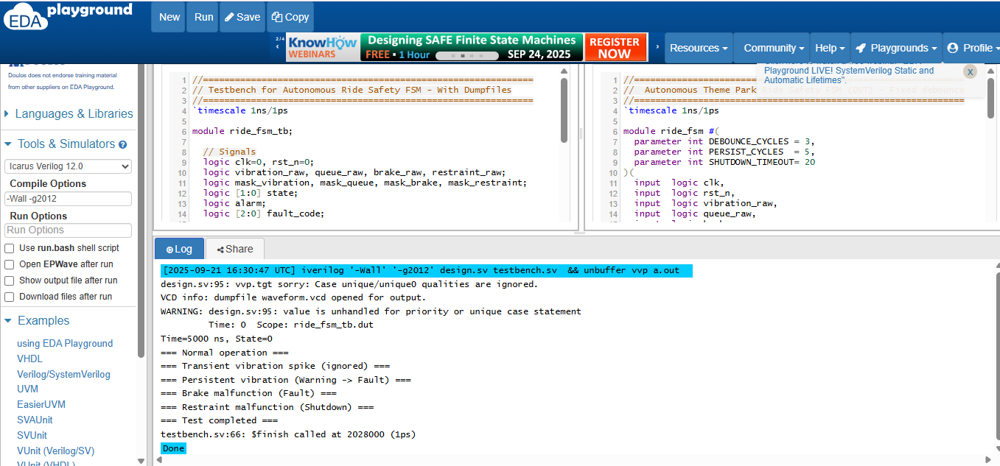 EDA playground
New Run Save Copy
2/4
KnowHow WEBINARS
Designing SAFE Finite State Machines
FREE • 1 Hour
SEP 24, 2025
REGISTER NOW
Resources Community Help Playgrounds Profile
Doulos does not endorse training material
from other suppliers on EDA Playground.
Languages & Libraries
Tools & Simulators
Icarus Verilog 12.0
Compile Options
-Wall -g2012
Run Options
Run Options
Use run.bash shell script
Open EPWave after run
Show output file after run
Download files after run
Examples
using EDA Playground
VHDL
Verilog/SystemVerilog
UVM
EasierUVM
SVAUnit
SVUnit
VUnit (Verilog/SV)
VUnit (VHDL)
1 //===========================================================
2 // Testbench for Autonomous Ride Safety FSM - With Dumpfiles
3 //===========================================================
4 `timescale 1ns/1ps
5
6 module ride_fsm_tb;
7
8 // Signals
9 logic clk=0, rst_n=0;
10 logic vibration_raw, queue_raw, brake_raw, restraint_raw;
11 logic mask_vibration, mask_queue, mask_brake, mask_restraint;
12 logic [1:0] state;
13 logic alarm;
14 logic [2:0] fault_code;
1 //===========================================================
2 // Autonomous Theme Park Ride Safety FSM (DUT) - Fixed debounce
3 //===========================================================
4 `timescale 1ns/1ps
5
6 module ride_fsm #(
7 parameter int DEBOUNCE_CYCLES = 3,
8 parameter int PERSIST_CYCLES = 5,
9 parameter int SHUTDOWN_TIMEOUT= 20
10 )(
11 input logic clk,
12 input logic rst_n,
13 input logic vibration_raw,
14 input logic queue_raw,
Playground LIVE! SystemVerilog Static and
Automatic Lifetimes".
x
Log Share
[2025-09-21 16:30:47 UTC] iverilog '-Wall' '-g2012' design.sv testbench.sv && unbuffer vvp a.out
design.sv:95: vvp.tgt sorry: Case unique/unique0 qualities are ignored.
VCD info: dumpfile waveform.vcd opened for output.
WARNING: design.sv:95: value is unhandled for priority or unique case statement
Time: 0 Scope: ride_fsm_tb.dut
Time=5000 ns, State=0
=== Normal operation ===
=== Transient vibration spike (ignored) ===
=== Persistent vibration (Warning -> Fault) ===
=== Brake malfunction (Fault) ===
=== Restraint malfunction (Shutdown) ===
=== Test completed ===
testbench.sv:66: $finish called at 2028000 (1ps)
Done